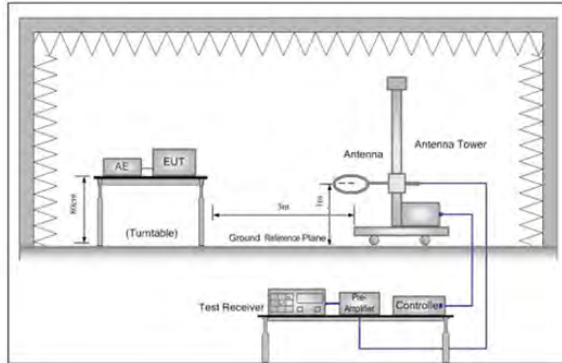 AE
EUT
80cm
(Turntable)
3m
1m
Antenna
Antenna Tower
Ground Reference Plane
Test Receiver
Pre-
Amplifier
Controller